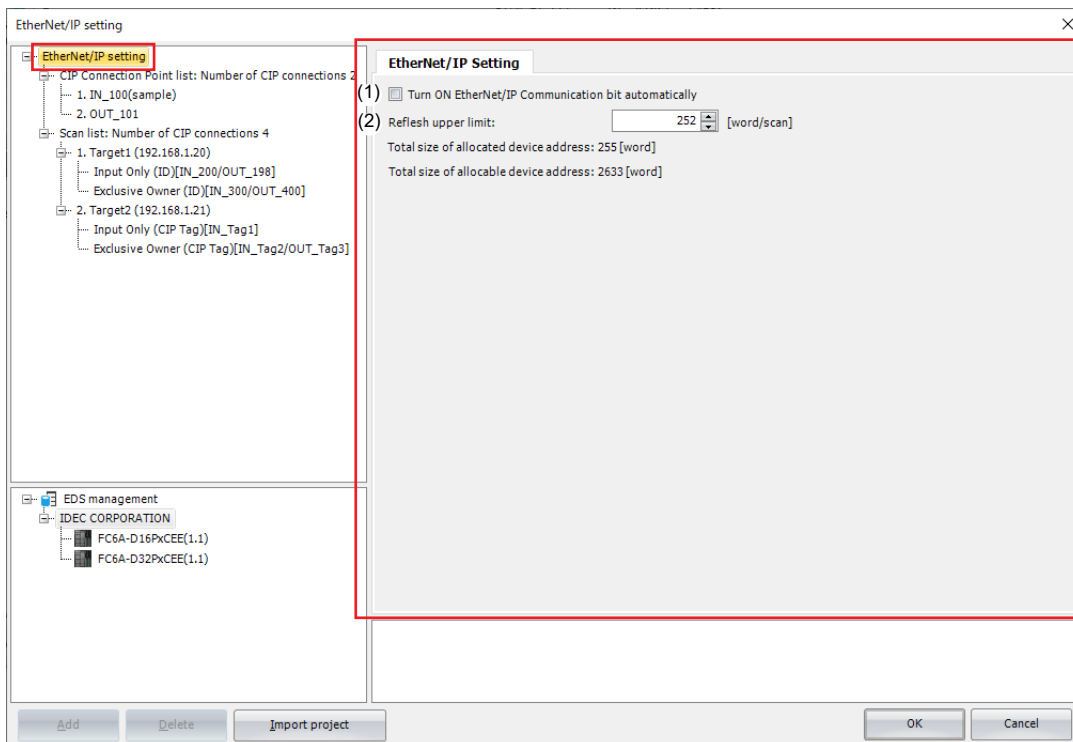 EtherNet/IP setting
EtherNet/IP setting
CIP Connection Point list: Number of CIP connections 2
1. IN_100(sample)
2. OUT_101
Scan list: Number of CIP connections 4
1. Target1 (192.168.1.20)
Input Only (ID)[IN_200/OUT_198]
Exclusive Owner (ID)[IN_300/OUT_400]
2. Target2 (192.168.1.21)
Input Only (CIP Tag)[IN_Tag1]
Exclusive Owner (CIP Tag)[IN_Tag2/OUT_Tag3]
EtherNet/IP Setting
(1) Turn ON EtherNet/IP Communication bit automatically
(2) Reflesh upper limit: 252 [word/scan]
Total size of allocated device address: 255 [word]
Total size of allocable device address: 2633 [word]
EDS management
IDEC CORPORATION
FC6A-D16PxCEE(1.1)
FC6A-D32PxCEE(1.1)
Add Delete Import project OK Cancel